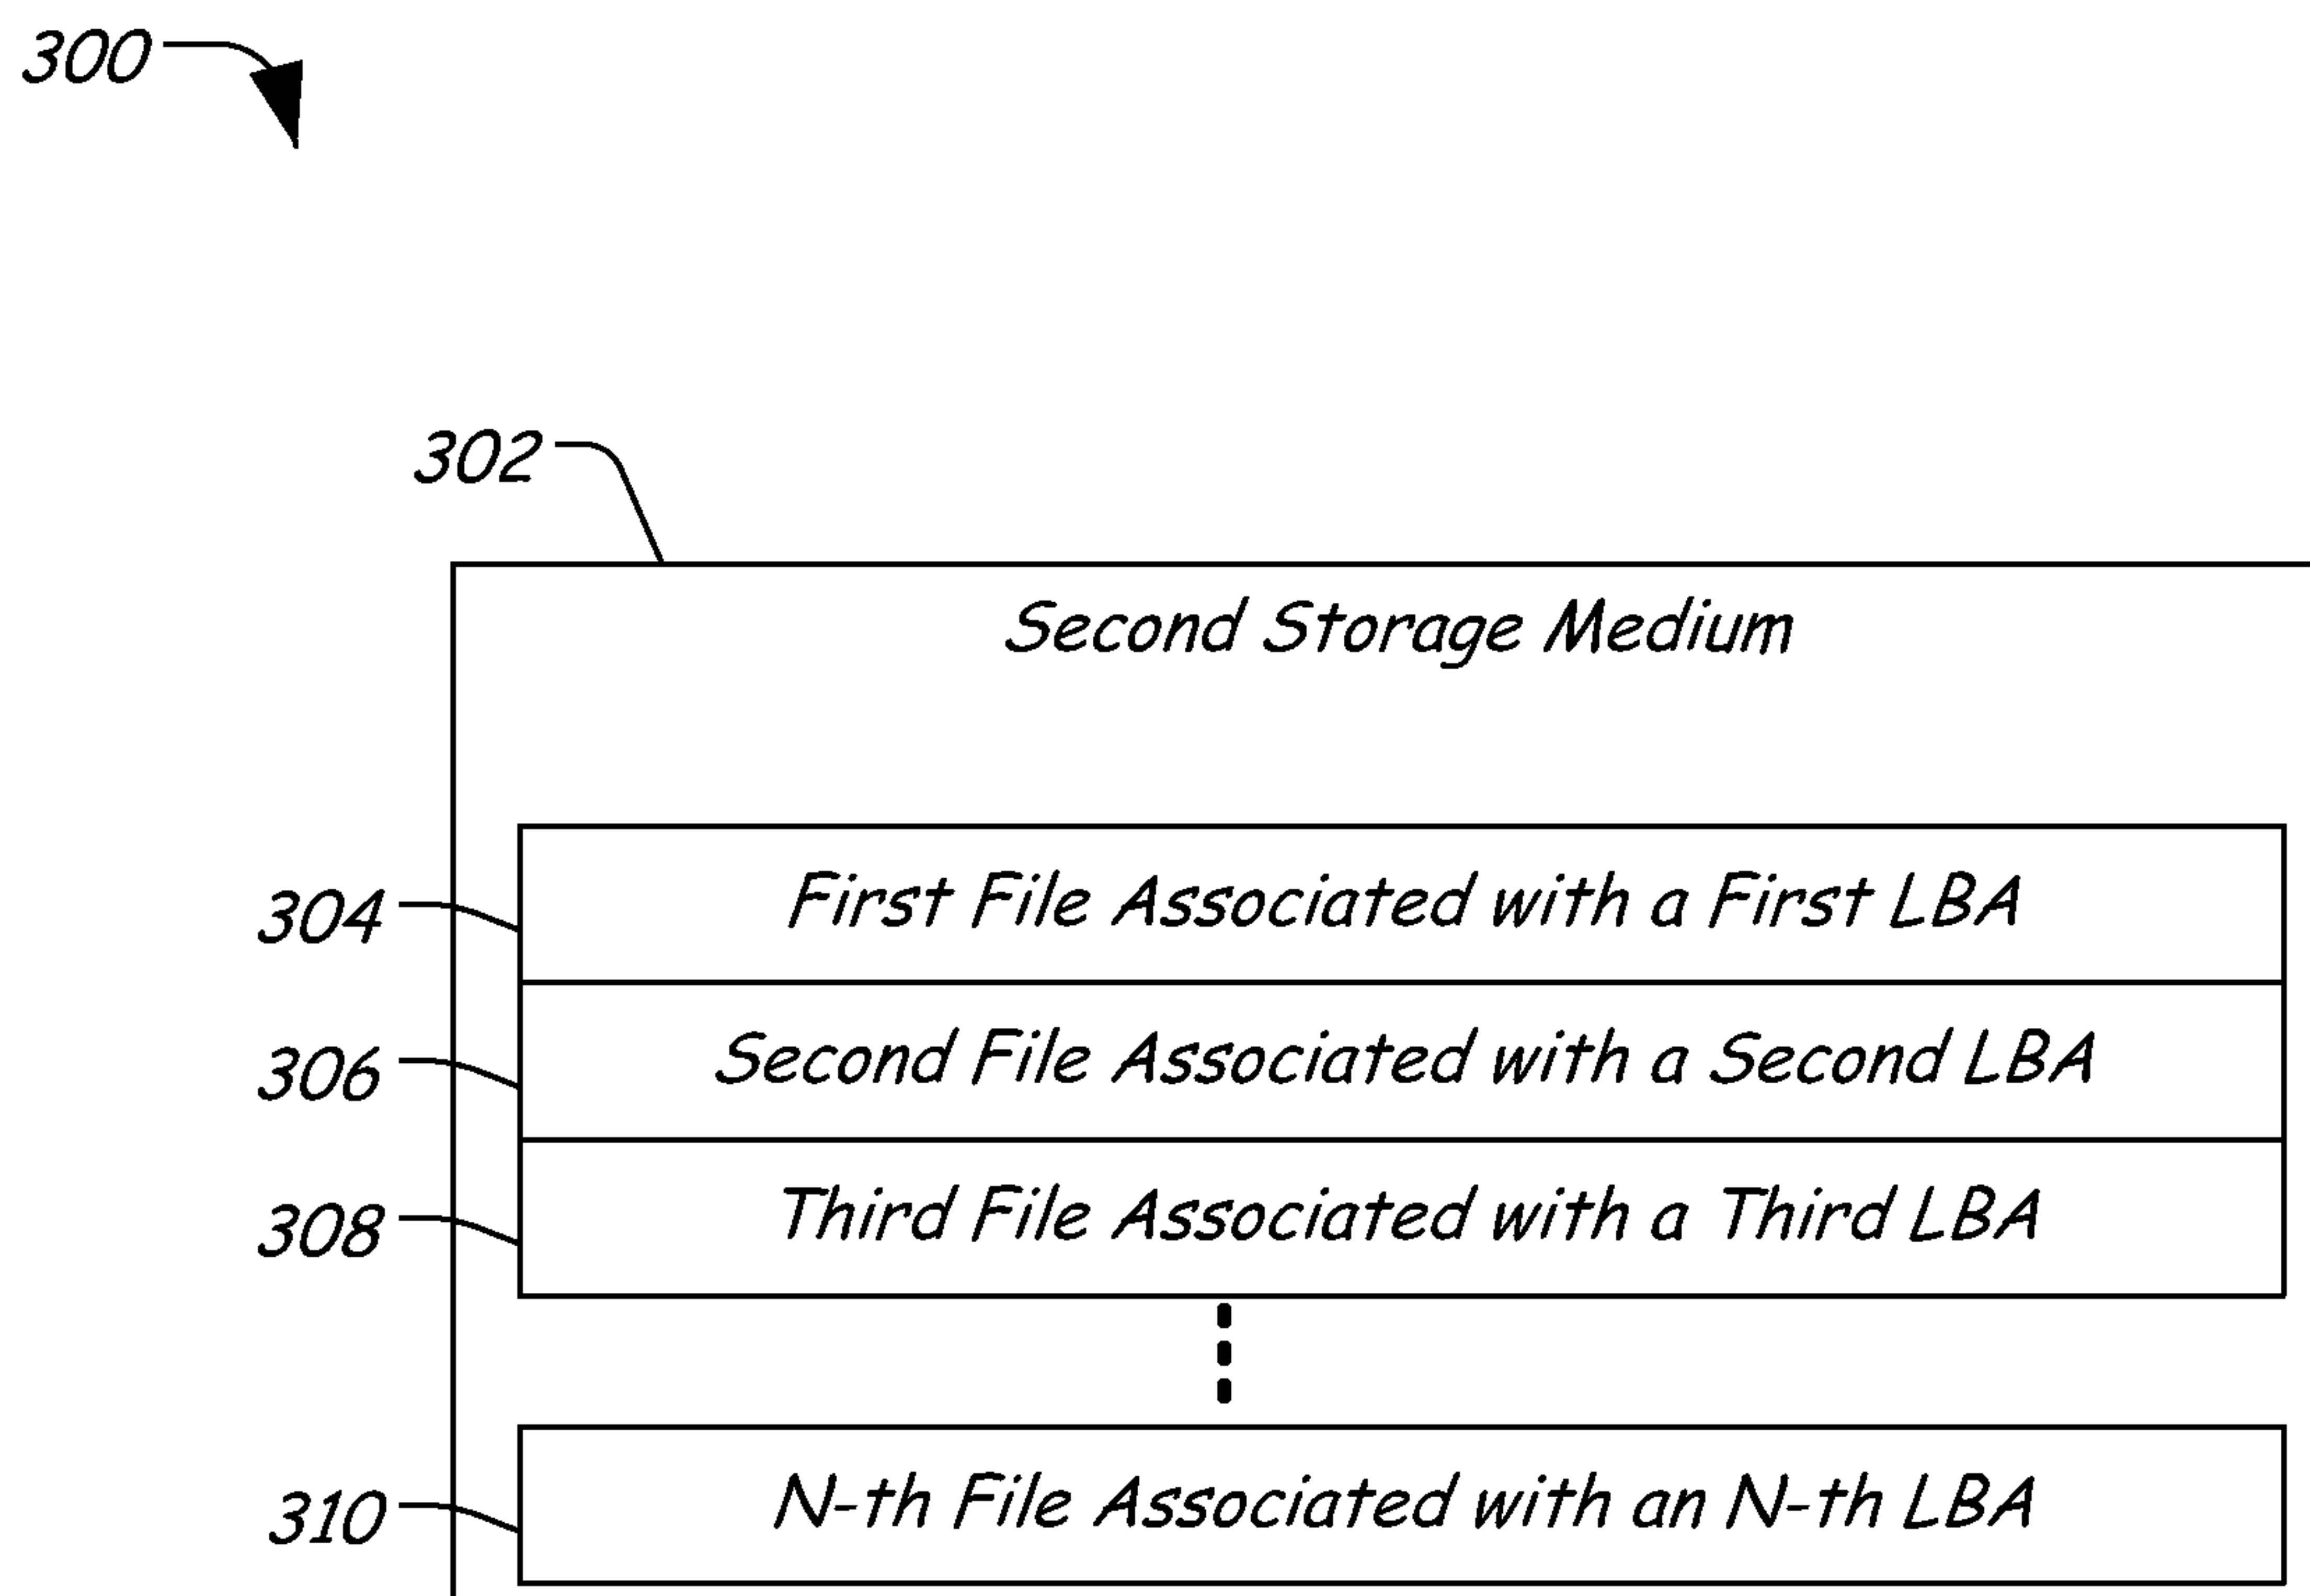 300
302
Second Storage Medium
304 First File Associated with a First LBA
306 Second File Associated with a Second LBA
308 Third File Associated with a Third LBA
310 N-th File Associated with an N-th LBA